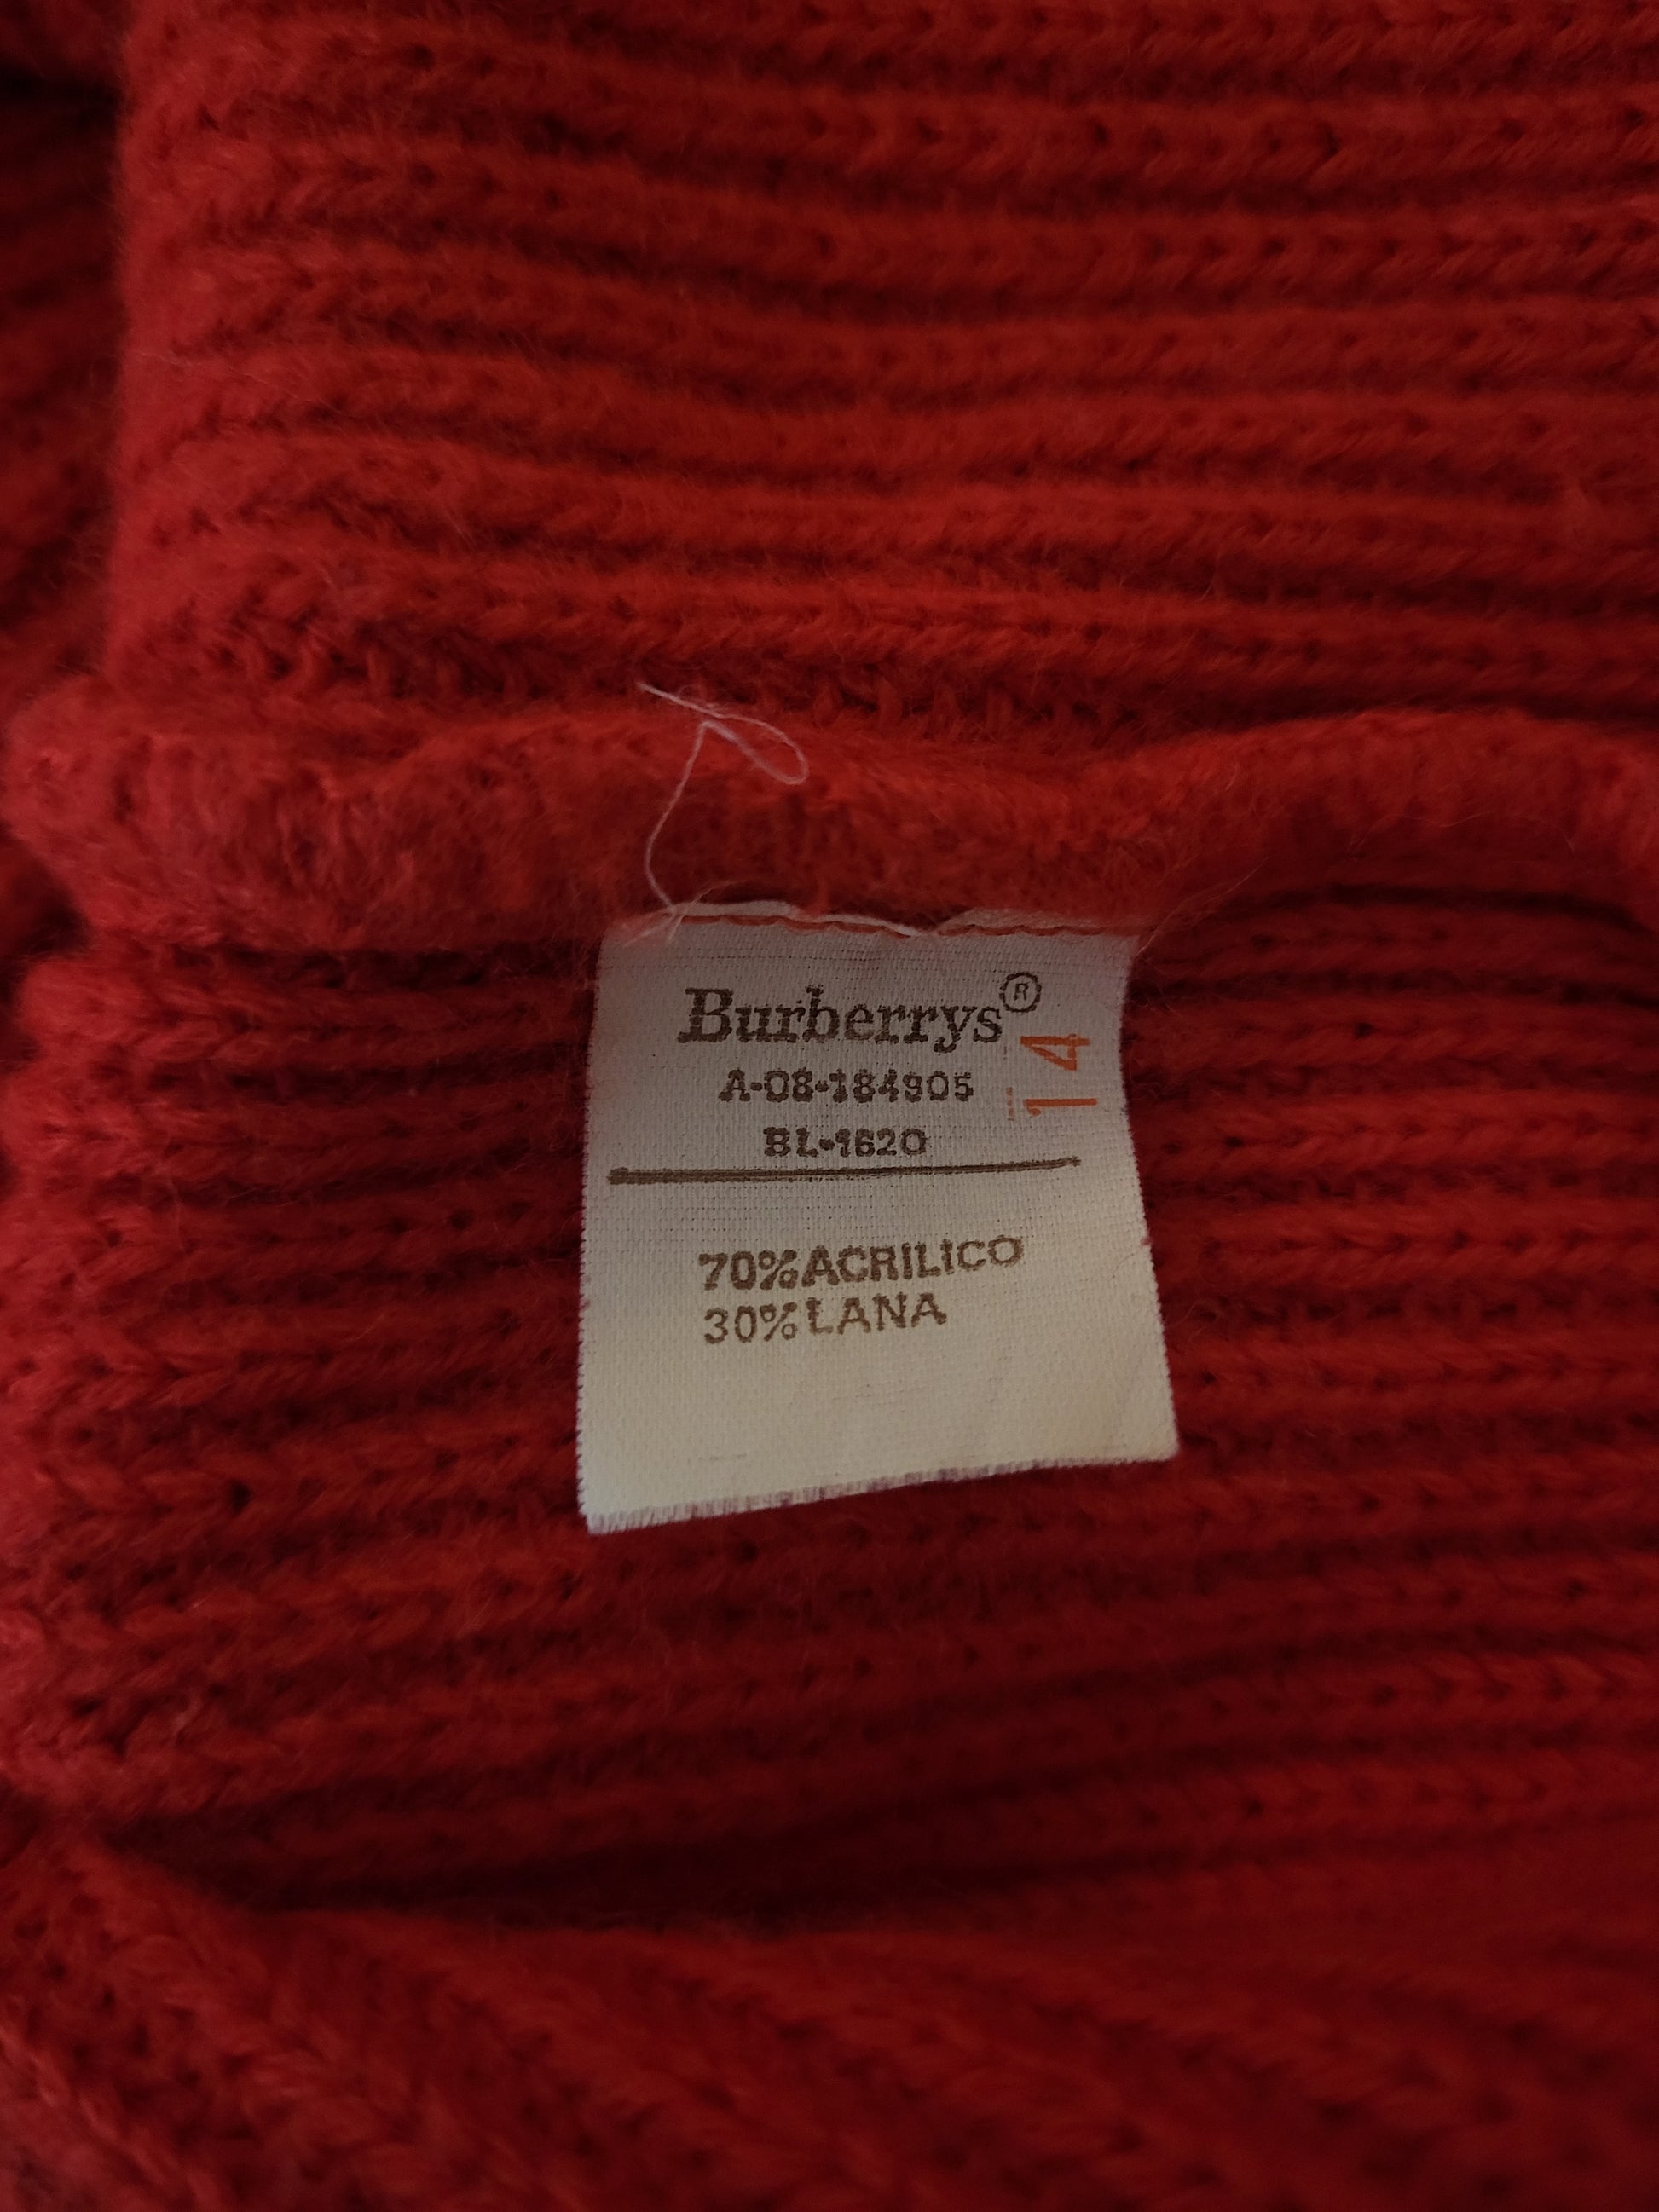 Burberrys®
A-08-184905
BL-1620
14
70%ACRILICO
30%LANA